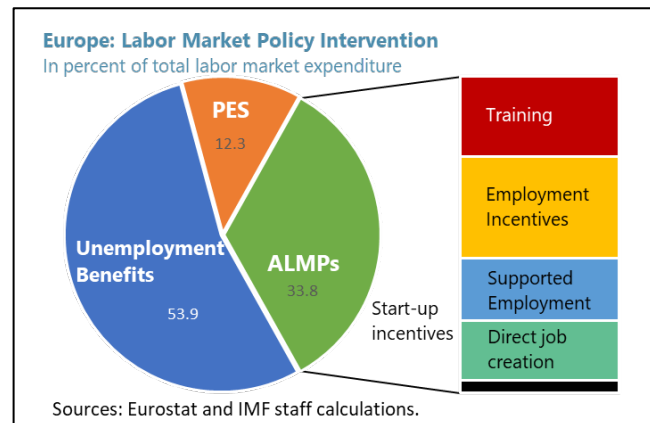 Europe: Labor Market Policy Intervention
In percent of total labor market expenditure
PES
12.3
Unemployment
Benefits
53.9
ALMPs
33.8
Start-up
incentives
Training
Employment
Incentives
Supported
Employment
Direct job
creation
Sources: Eurostat and IMF staff calculations.